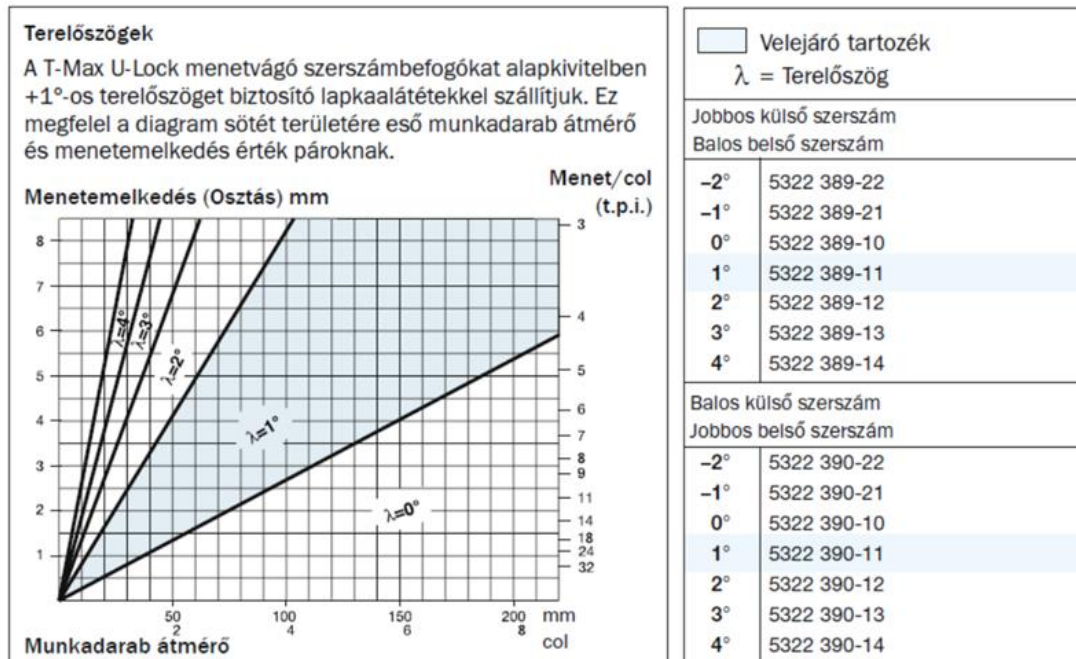 Terelőszögek
A T-Max U-Lock menetvágó szerszámbefogókat alapkivitelben
+1°-os terelőszöget biztosító lapkaalátétekkel szállítjuk. Ez
megfelel a diagram sötét területére eső munkadarab átmérő
és menetemelkedés érték pároknak.
Menetemelkedés (Osztás) mm
Menet/col
(t.p.i.)
8
7
6
5
4
3
2
1
λ=4°
λ=3°
λ=2°
λ=1°
λ=0°
3
4
5
6
7
8
9
11
14
18
24
32
50 100 150 200 mm
2 4 6 8 col
Munkadarab átmérő
Velejáró tartozék
λ = Terelőszög
Jobbos külső szerszám
Balos belső szerszám
–2° 5322 389-22
–1° 5322 389-21
0° 5322 389-10
1° 5322 389-11
2° 5322 389-12
3° 5322 389-13
4° 5322 389-14
Balos külső szerszám
Jobbos belső szerszám
–2° 5322 390-22
–1° 5322 390-21
0° 5322 390-10
1° 5322 390-11
2° 5322 390-12
3° 5322 390-13
4° 5322 390-14